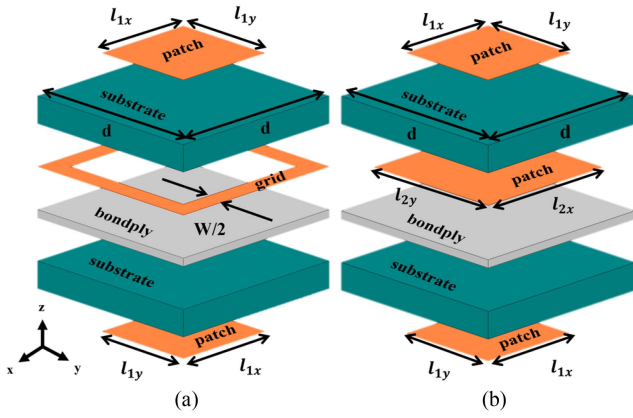 l₁ₓ l₁y
patch
substrate
d d
grid
bondply
W/2
substrate
patch
l₁y l₁ₓ
z
x y
(a)
l₁ₓ l₁y
patch
substrate
d d
patch
l₂y l₂ₓ
bondply
substrate
patch
l₁y l₁ₓ
(b)